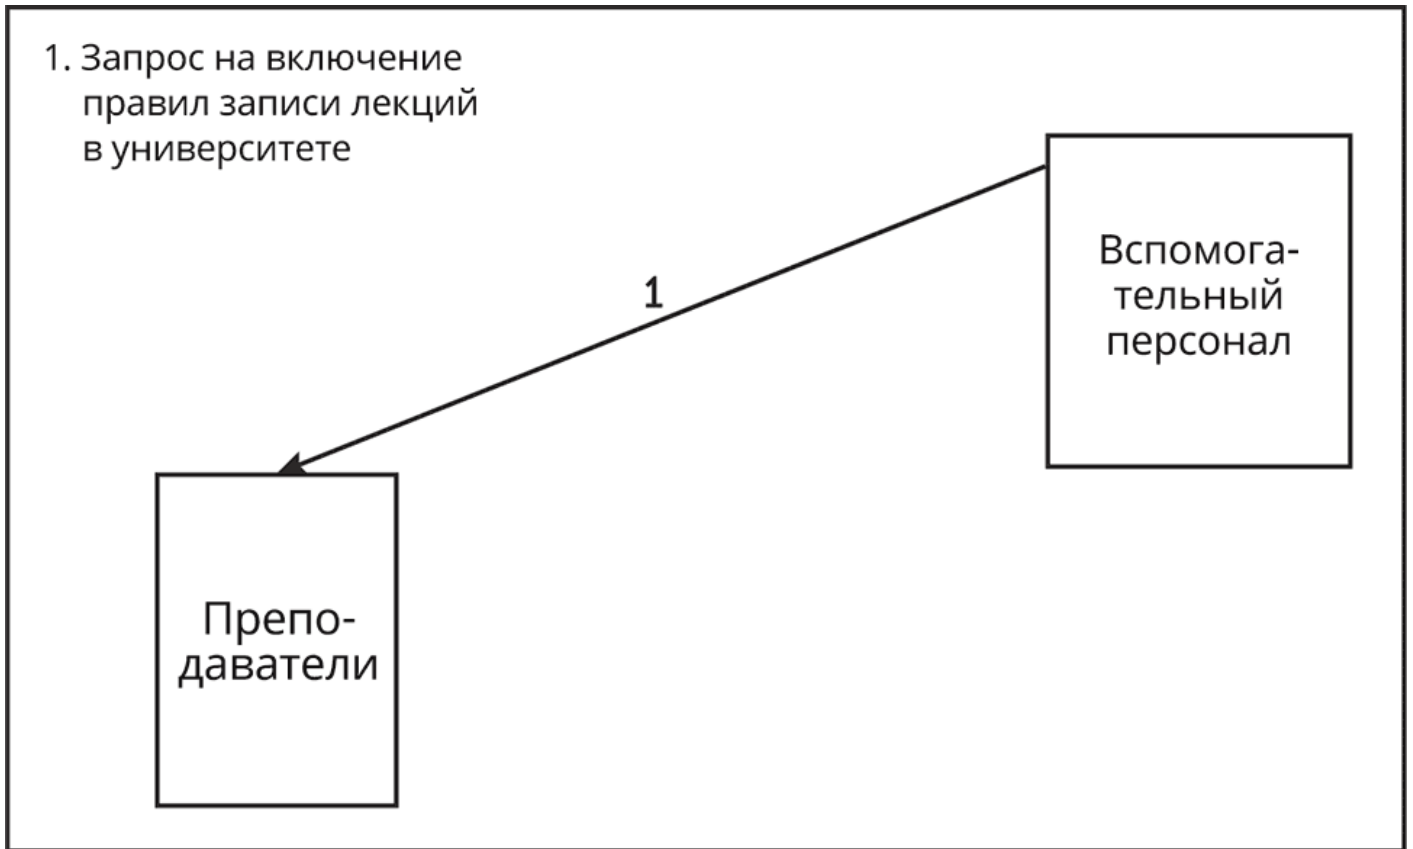 1. Запрос на включение
правил записи лекций
в университете
1
Вспомога-
тельный
персонал
Препо-
даватели